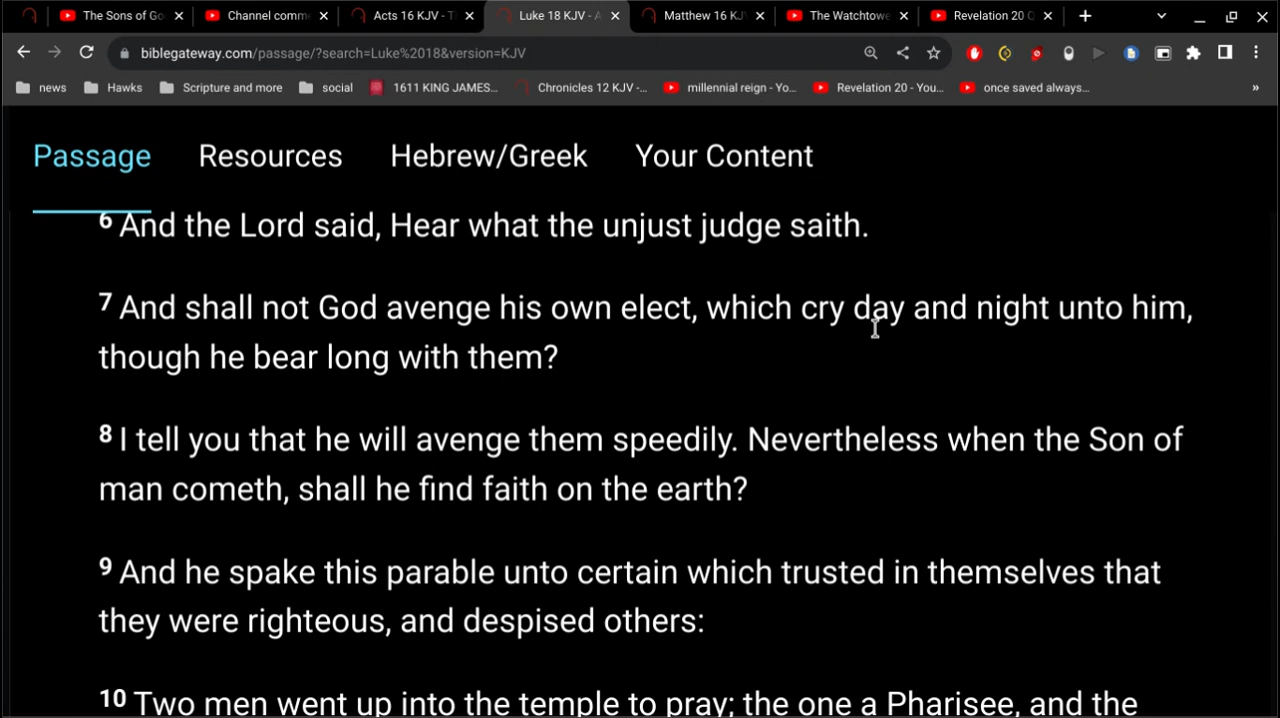 The Sons of Go
Channel comm
Acts 16 KJV - T
Luke 18 KJV - A
Matthew 16 KJ
The Watchtowe
Revelation 20 Q
biblegateway.com/passage/?search=Luke%2018&version=KJV
news
Hawks
Scripture and more
social
1611 KING JAMES...
Chronicles 12 KJV -...
millennial reign - Yo...
Revelation 20 - You...
once saved always...
»
Passage
Resources
Hebrew/Greek
Your Content
6 And the Lord said, Hear what the unjust judge saith.
7 And shall not God avenge his own elect, which cry day and night unto him,
though he bear long with them?
8 I tell you that he will avenge them speedily. Nevertheless when the Son of
man cometh, shall he find faith on the earth?
9 And he spake this parable unto certain which trusted in themselves that
they were righteous, and despised others:
10 Two men went up into the temple to pray; the one a Pharisee, and the